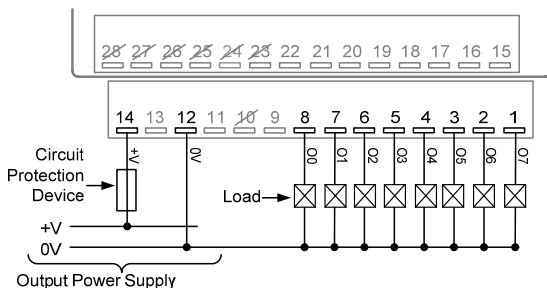 28 27 26 25 24 23 22 21 20 19 18 17 16 15
14 13 12 11 10 9 8 7 6 5 4 3 2 1
+V 0V O0 O1 O2 O3 O4 O5 O6 O7
Circuit
Protection
Device
Load
+V
0V
Output Power Supply